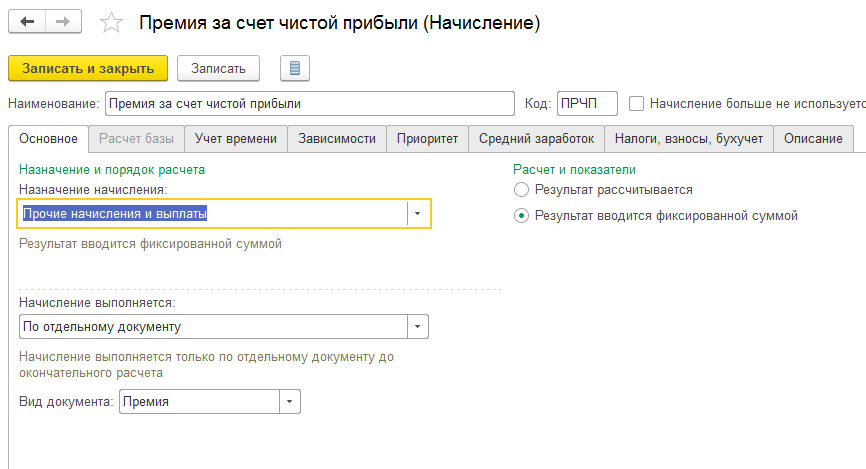 Премия за счет чистой прибыли (Начисление)
Записать и закрыть Записать
Наименование: Премия за счет чистой прибыли Код: ПРЧП Начисление больше не используетс
Основное Расчет базы Учет времени Зависимости Приоритет Средний заработок Налоги, взносы, бухучет Описание
Назначение и порядок расчета Расчет и показатели
Назначение начисления: Результат рассчитывается
Прочие начисления и выплаты Результат вводится фиксированной суммой
Результат вводится фиксированной суммой
Начисление выполняется:
По отдельному документу
Начисление выполняется только по отдельному документу до
окончательного расчета
Вид документа: Премия